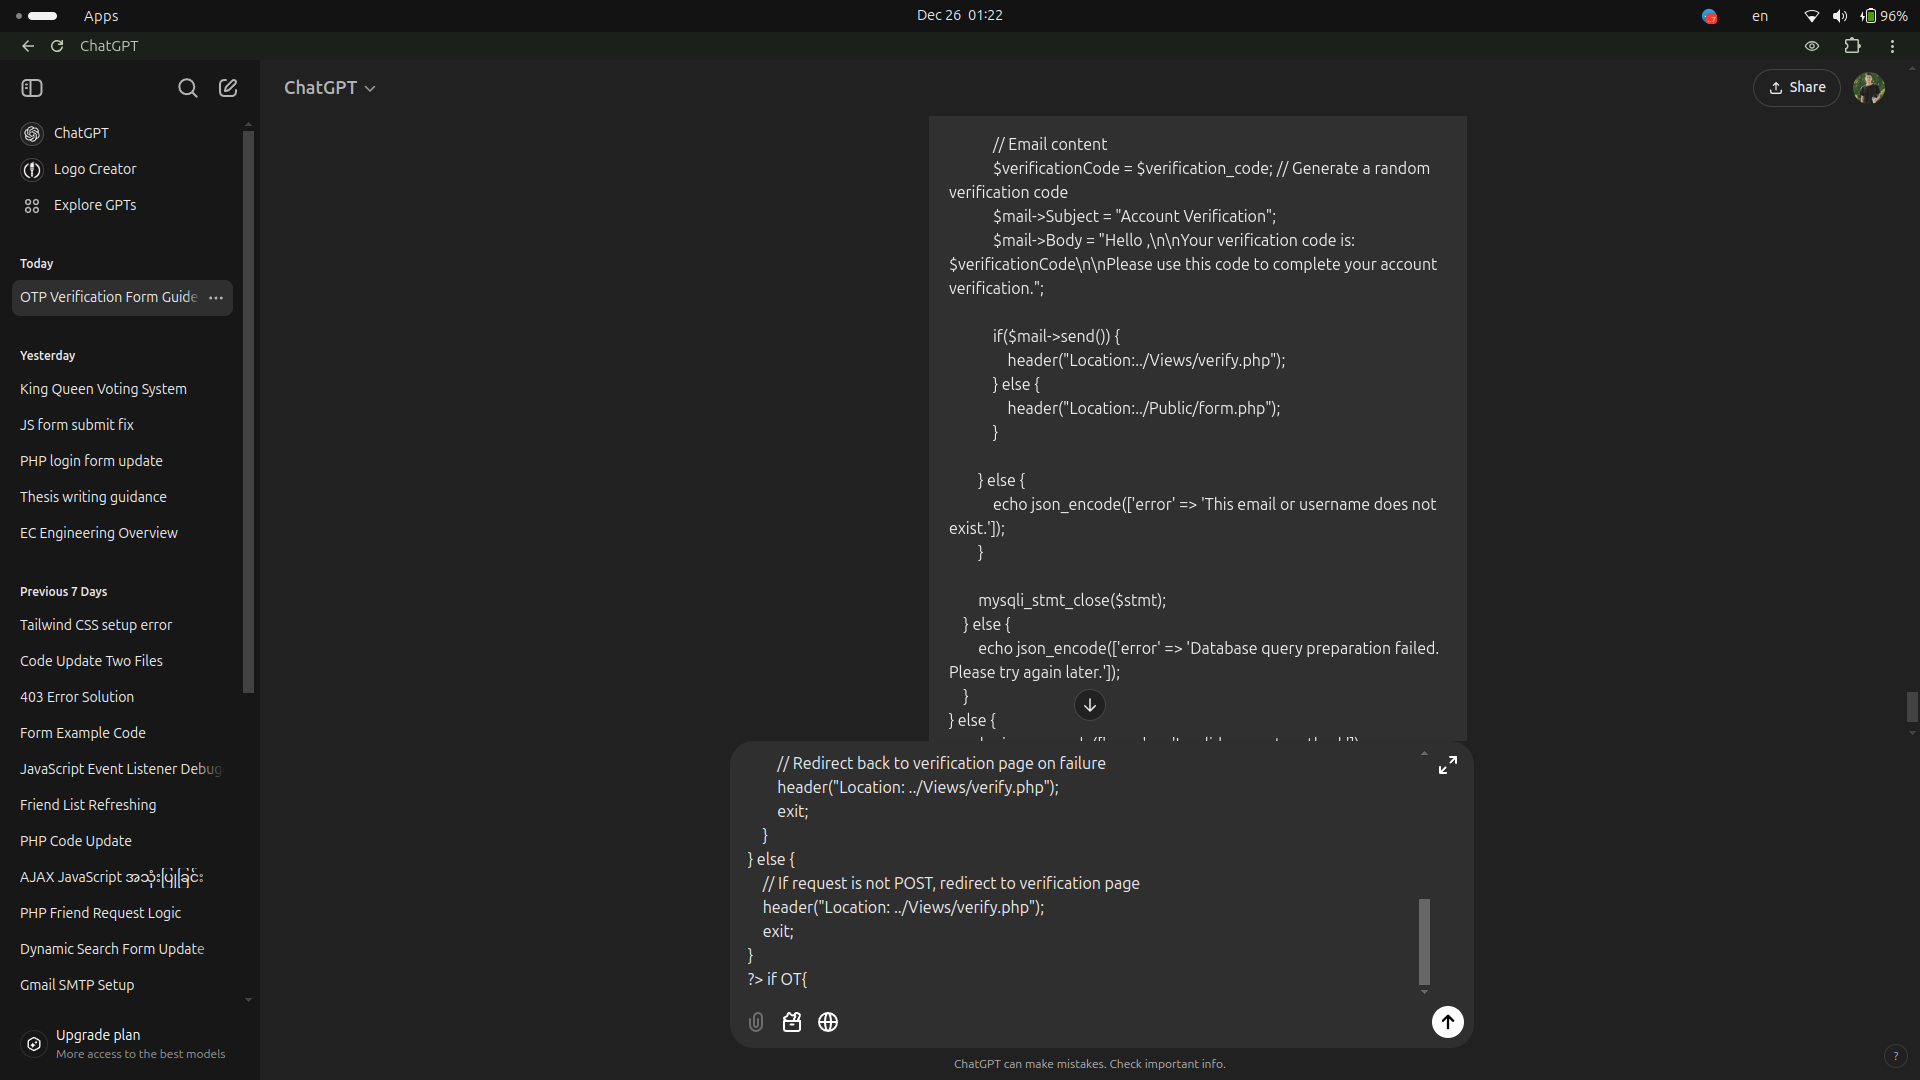 Apps
Dec 26 01:22
en
96%
ChatGPT
ChatGPT
Share
ChatGPT
Logo Creator
Explore GPTs
Today
OTP Verification Form Guide
Yesterday
King Queen Voting System
JS form submit fix
PHP login form update
Thesis writing guidance
EC Engineering Overview
Previous 7 Days
Tailwind CSS setup error
Code Update Two Files
403 Error Solution
Form Example Code
JavaScript Event Listener Debug
Friend List Refreshing
PHP Code Update
AJAX JavaScript အသုံးပြုခြင်း
PHP Friend Request Logic
Dynamic Search Form Update
Gmail SMTP Setup
Upgrade plan
More access to the best models
// Email content
$verificationCode = $verification_code; // Generate a random
verification code
$mail->Subject = "Account Verification";
$mail->Body = "Hello ,\n\nYour verification code is:
$verificationCode\n\nPlease use this code to complete your account
verification.";
if($mail->send()) {
header("Location:../Views/verify.php");
} else {
header("Location:../Public/form.php");
}
} else {
echo json_encode(['error' => 'This email or username does not
exist.']);
}
mysqli_stmt_close($stmt);
} else {
echo json_encode(['error' => 'Database query preparation failed.
Please try again later.']);
}
} else {
// Redirect back to verification page on failure
header("Location: ../Views/verify.php");
exit;
}
} else {
// If request is not POST, redirect to verification page
header("Location: ../Views/verify.php");
exit;
}
?> if OT{
ChatGPT can make mistakes. Check important info.
?